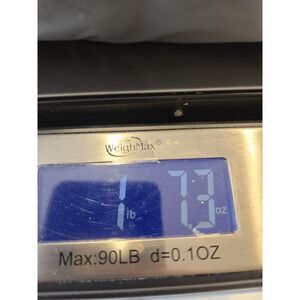 WeighMax®
1 lb 7.3 oz
Max:90LB d=0.1OZ